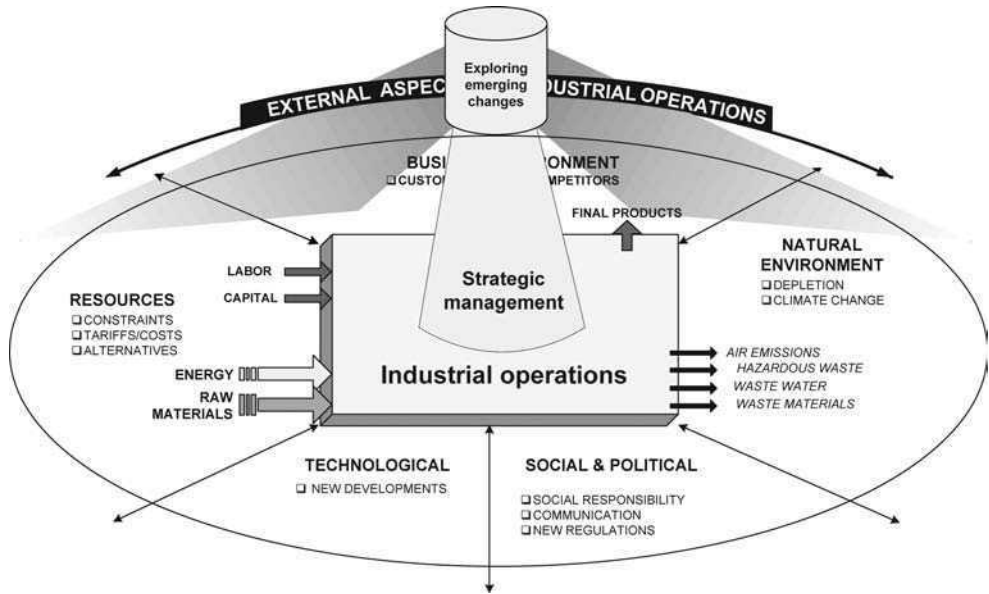 Exploring
emerging
changes
EXTERNAL ASPEC
DUSTRIAL OPERATIONS
BUSI
ONMENT
❑ CUSTO
MPETITORS
FINAL PRODUCTS
NATURAL
ENVIRONMENT
❑ DEPLETION
❑ CLIMATE CHANGE
LABOR
CAPITAL
Strategic
management
RESOURCES
❑ CONSTRAINTS
❑ TARIFFS/COSTS
❑ ALTERNATIVES
ENERGY
RAW
MATERIALS
Industrial operations
AIR EMISSIONS
HAZARDOUS WASTE
WASTE WATER
WASTE MATERIALS
TECHNOLOGICAL
❑ NEW DEVELOPMENTS
SOCIAL & POLITICAL
❑ SOCIAL RESPONSIBILITY
❑ COMMUNICATION
❑ NEW REGULATIONS